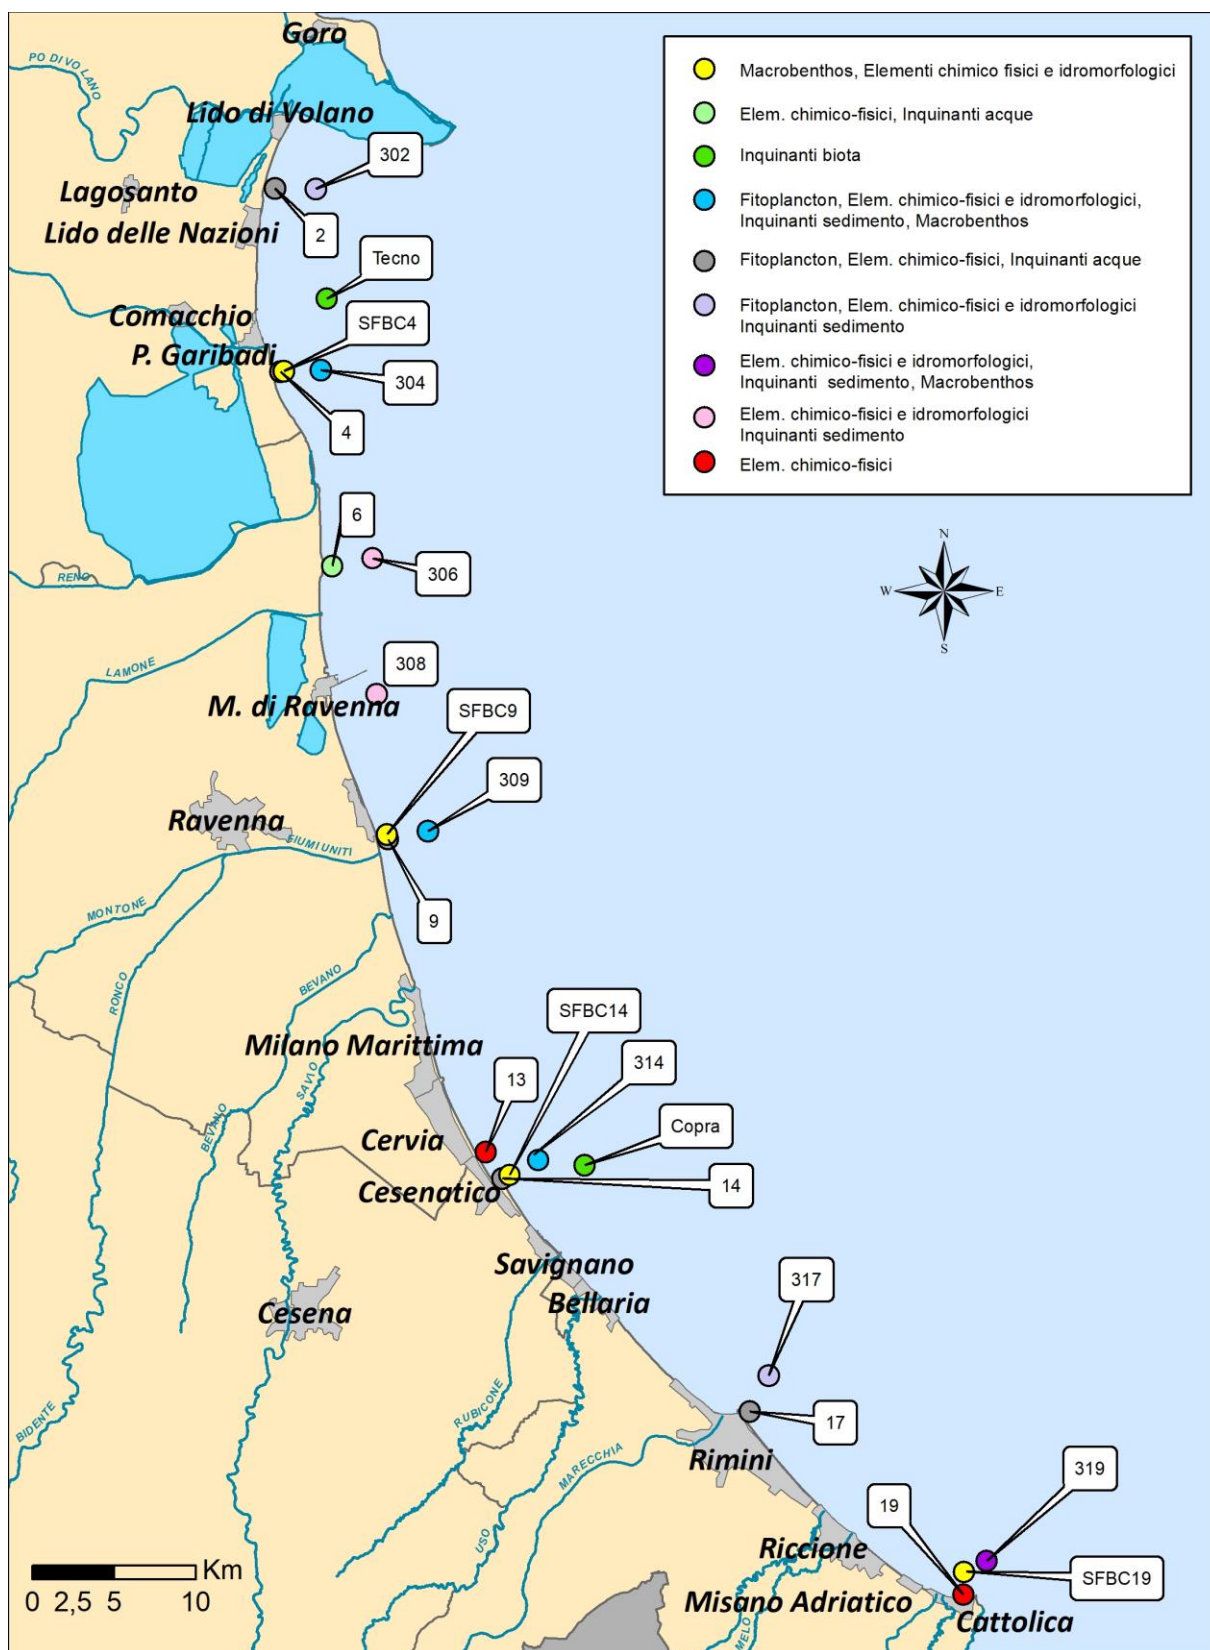 Goro
PO DI VOLANO
Lido di Volano
302
Lagosanto
Lido delle Nazioni
2
Tecno
Comacchio
SFBC4
P. Garibadi
304
4
6
RENO
306
LAMONE
308
M. di Ravenna
SFBC9
309
Ravenna
FIUMI UNITI
MONTONE
9
RONCO
BEVANO
SFBC14
Milano Marittima
SAVIO
314
13
BEVANO
Copra
Cervia
14
Cesenatico
Savignano
317
Bellaria
Cesena
RUBICONE
BIDENTE
17
MARECCHIA
Rimini
319
19
USO
Riccione
SFBC19
Misano Adriatico
MELO
Cattolica
Macrobenthos, Elementi chimico fisici e idromorfologici
Elem. chimico-fisici, Inquinanti acque
Inquinanti biota
Fitoplancton, Elem. chimico-fisici e idromorfologici,
Inquinanti sedimento, Macrobenthos
Fitoplancton, Elem. chimico-fisici, Inquinanti acque
Fitoplancton, Elem. chimico-fisici e idromorfologici
Inquinanti sedimento
Elem. chimico-fisici e idromorfologici,
Inquinanti sedimento, Macrobenthos
Elem. chimico-fisici e idromorfologici
Inquinanti sedimento
Elem. chimico-fisici
N
W E
S
Km
0 2,5 5 10